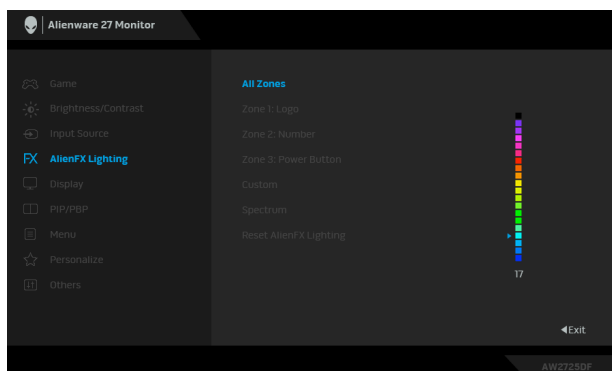 Alienware 27 Monitor
Game
Brightness/Contrast
Input Source
FX AlienFX Lighting
Display
PIP/PBP
Menu
Personalize
Others
All Zones
Zone 1: Logo
Zone 2: Number
Zone 3: Power Button
Custom
Spectrum
Reset AlienFX Lighting
17
Exit
AW2725DF